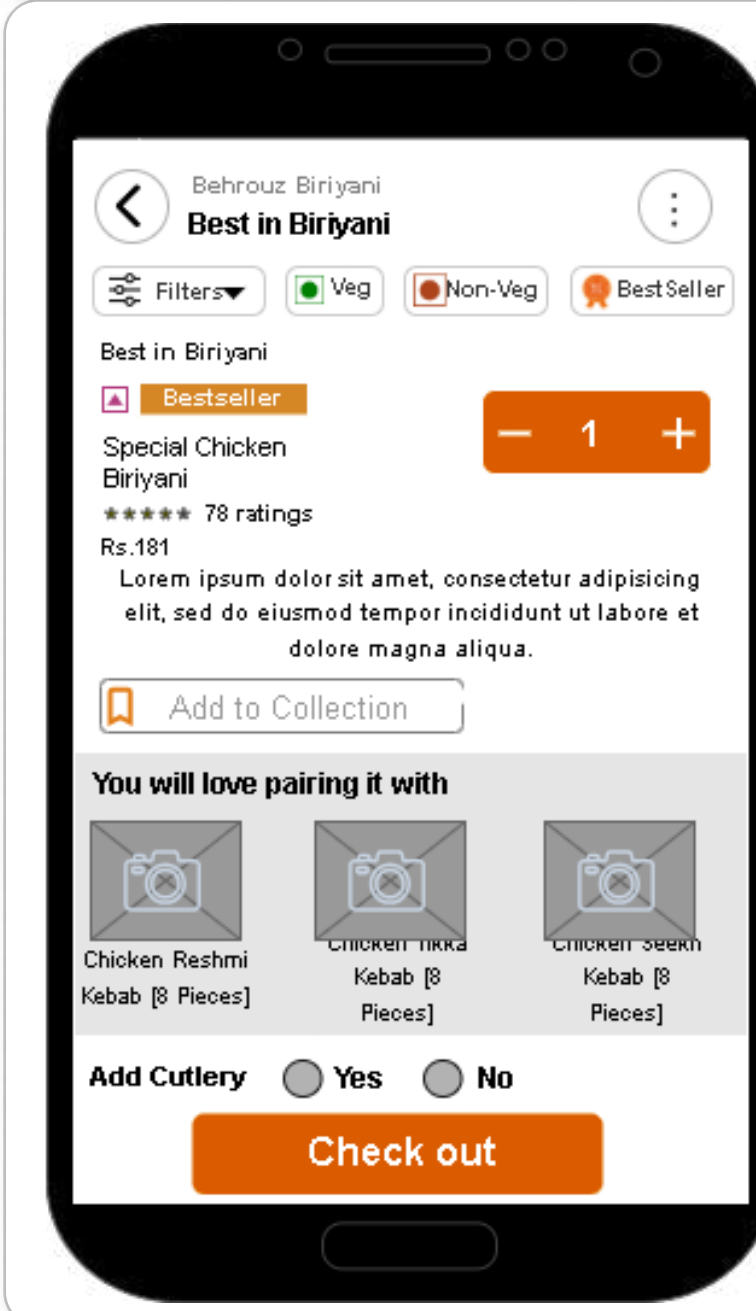 Behrouz Biriyani
Best in Biriyani
Filters
Veg
Non-Veg
BestSeller
Best in Biriyani
Bestseller
1
Special Chicken
Biriyani
78 ratings
Rs.181
Lorem ipsum dolor sit amet, consectetur adipisicing
elit, sed do eiusmod tempor incididunt ut labore et
dolore magna aliqua.
Add to Collection
You will love pairing it with
Chicken Reshmi
Kebab [8 Pieces]
Chicken Tikka
Kebab [8
Pieces]
Chicken Seekh
Kebab [8
Pieces]
Add Cutlery
Yes
No
Check out